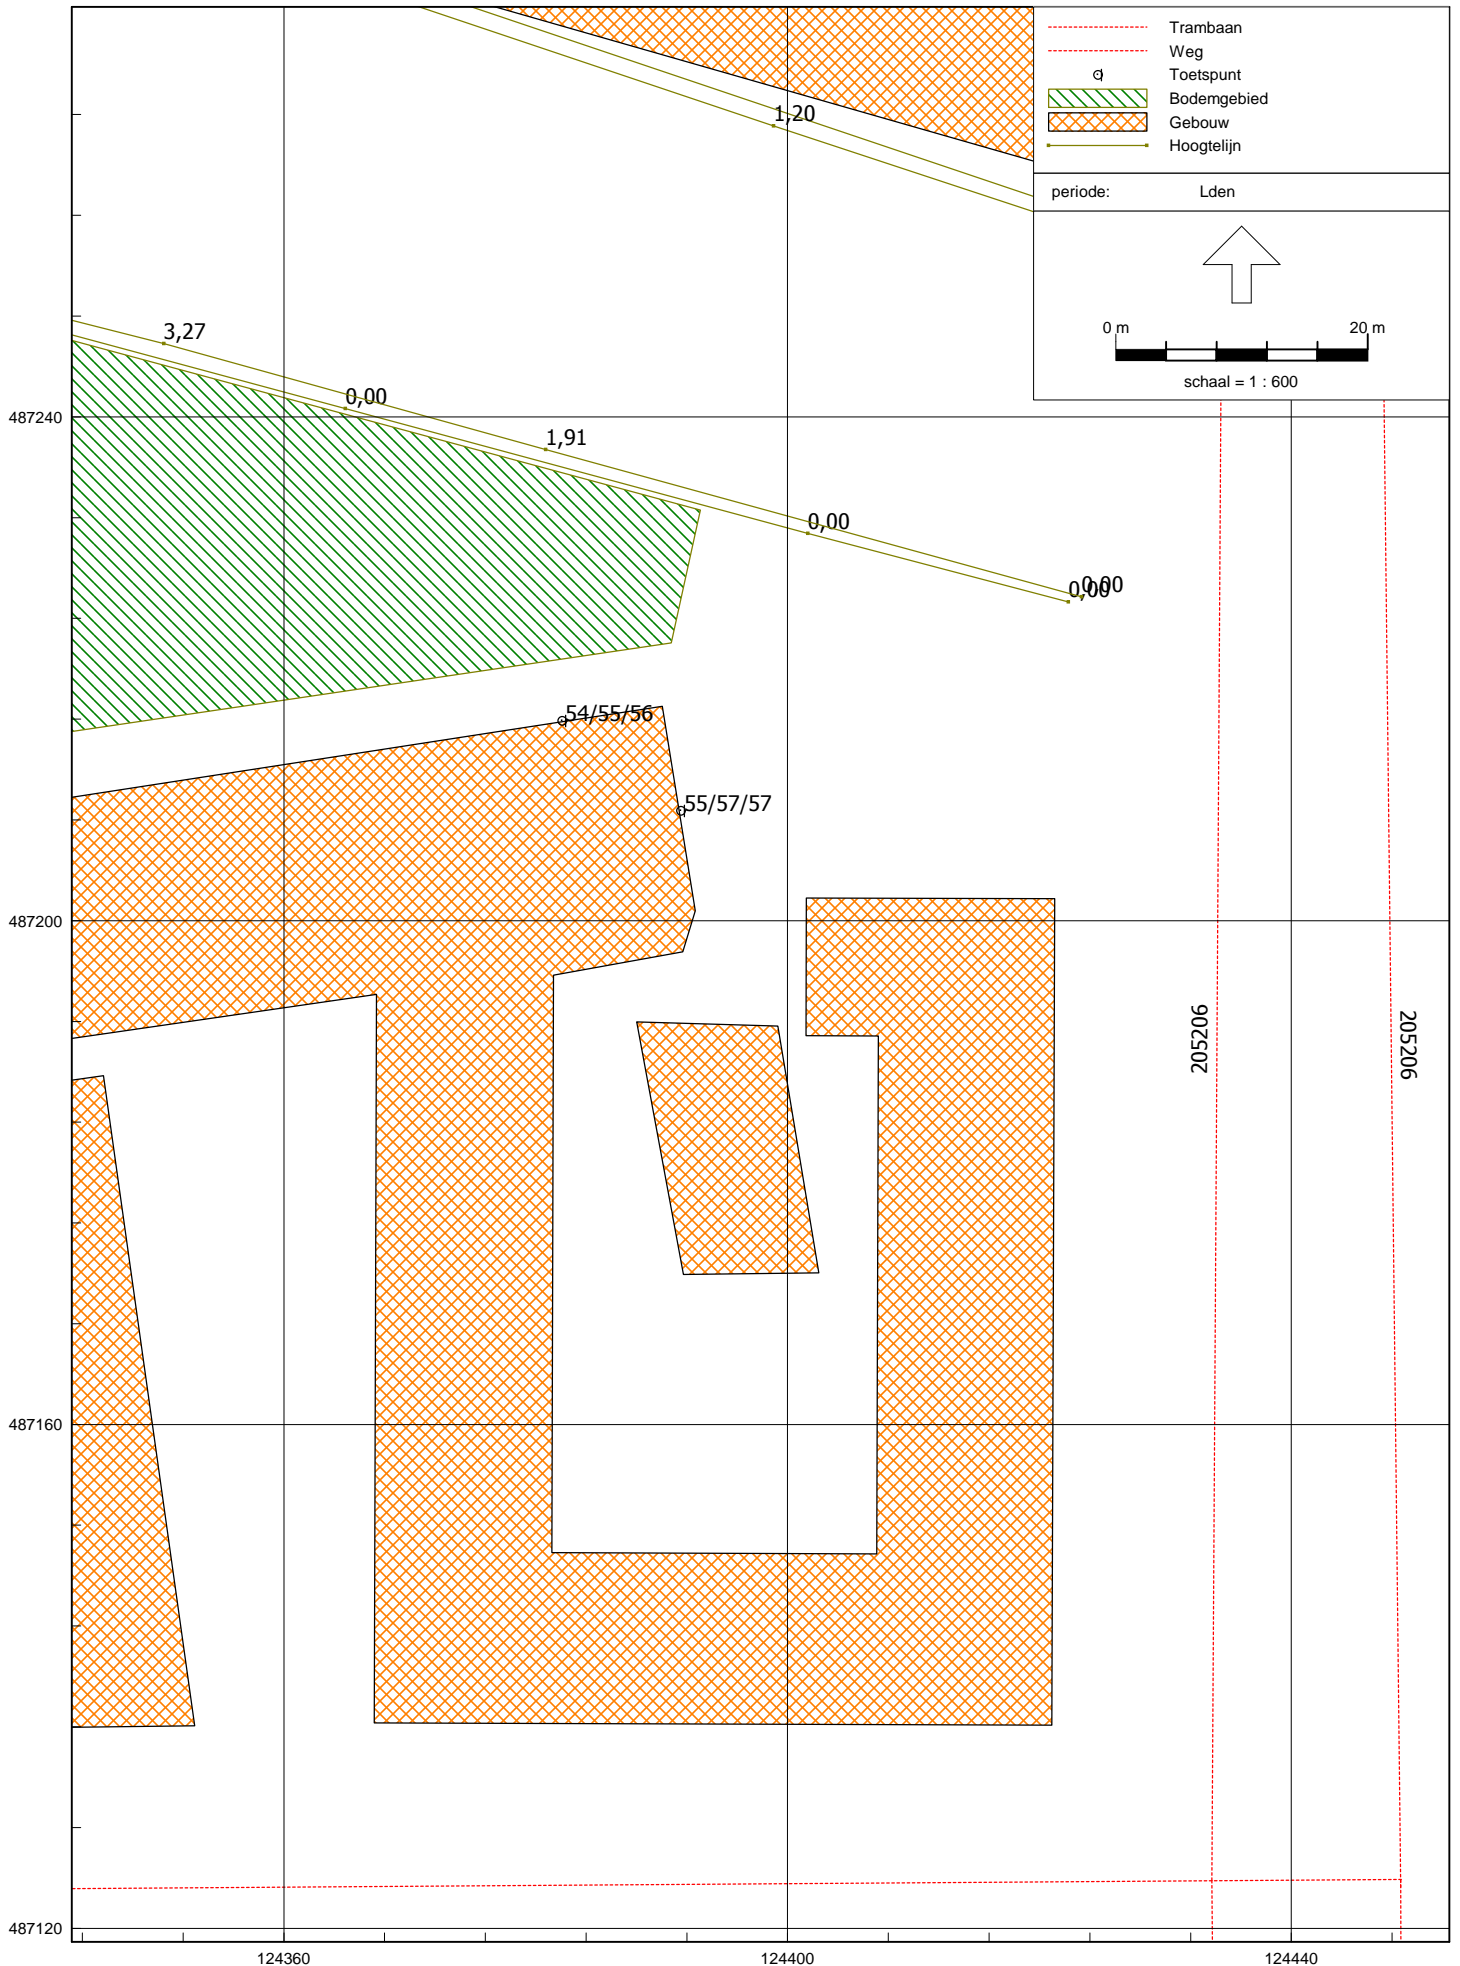 Trambaan
Weg
Toetspunt
Bodemgebied
Gebouw
Hoogtelijn
periode: Lden
0 m 20 m
schaal = 1 : 600
1,20
3,27
0,00
1,91
0,00
0,00
0,00
54/55/56
55/57/57
205206
205206
487240
487200
487160
487120
124360 124400 124440